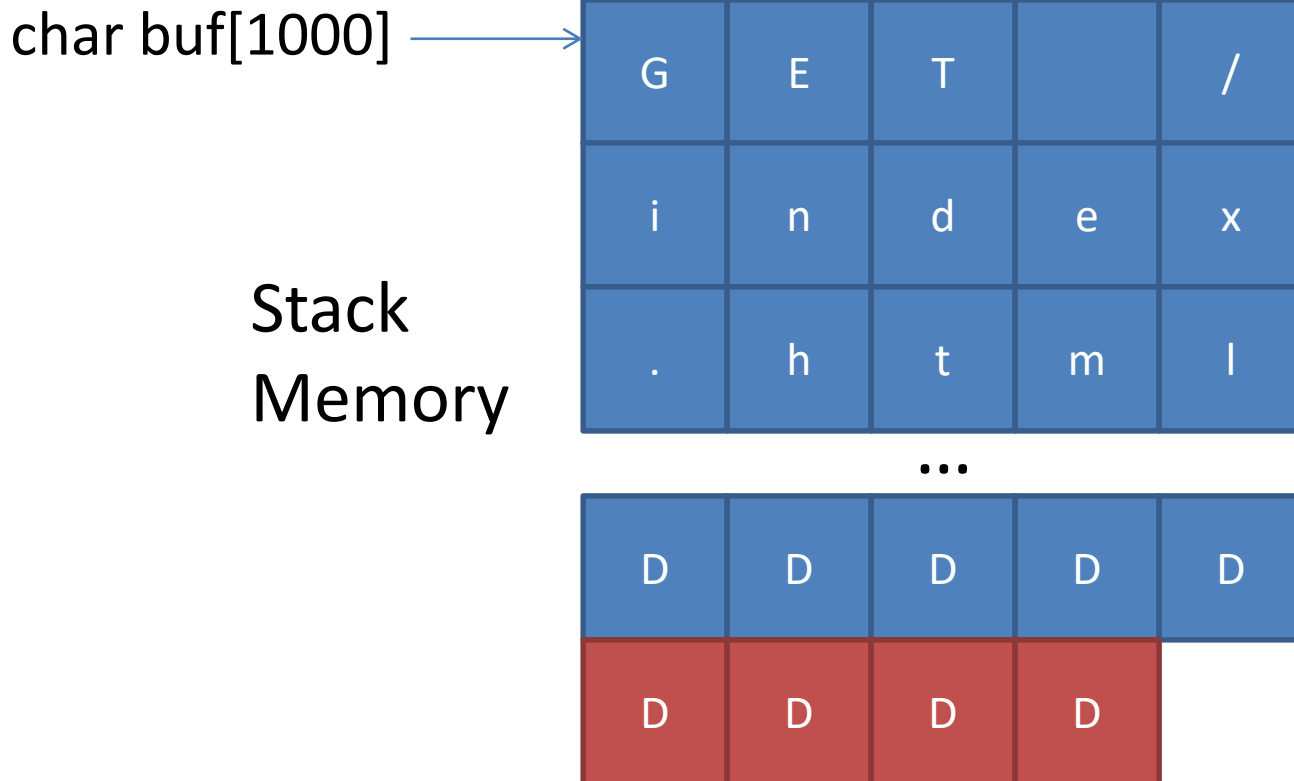 char buf[1000]
G E T /
i n d e x
Stack
. h t m l
Memory
...
D D D D D
D D D D